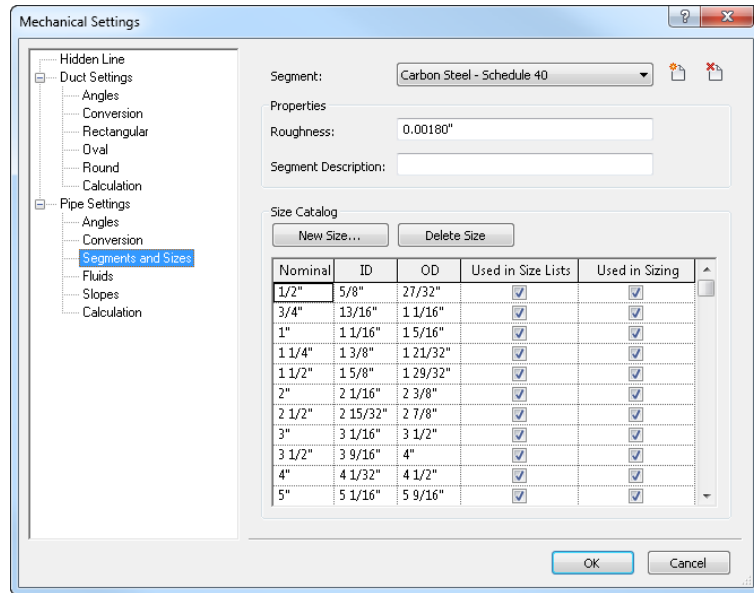 Mechanical Settings
Hidden Line
Duct Settings
Angles
Conversion
Rectangular
Oval
Round
Calculation
Pipe Settings
Angles
Conversion
Segments and Sizes
Fluids
Slopes
Calculation
Segment: Carbon Steel - Schedule 40
Properties
Roughness: 0.00180"
Segment Description:
Size Catalog
New Size... Delete Size
Nominal ID OD Used in Size Lists Used in Sizing
1/2" 5/8" 27/32"
3/4" 13/16" 1 1/16"
1" 1 1/16" 1 5/16"
1 1/4" 1 3/8" 1 21/32"
1 1/2" 1 5/8" 1 29/32"
2" 2 1/16" 2 3/8"
2 1/2" 2 15/32" 2 7/8"
3" 3 1/16" 3 1/2"
3 1/2" 3 9/16" 4"
4" 4 1/32" 4 1/2"
5" 5 1/16" 5 9/16"
OK Cancel